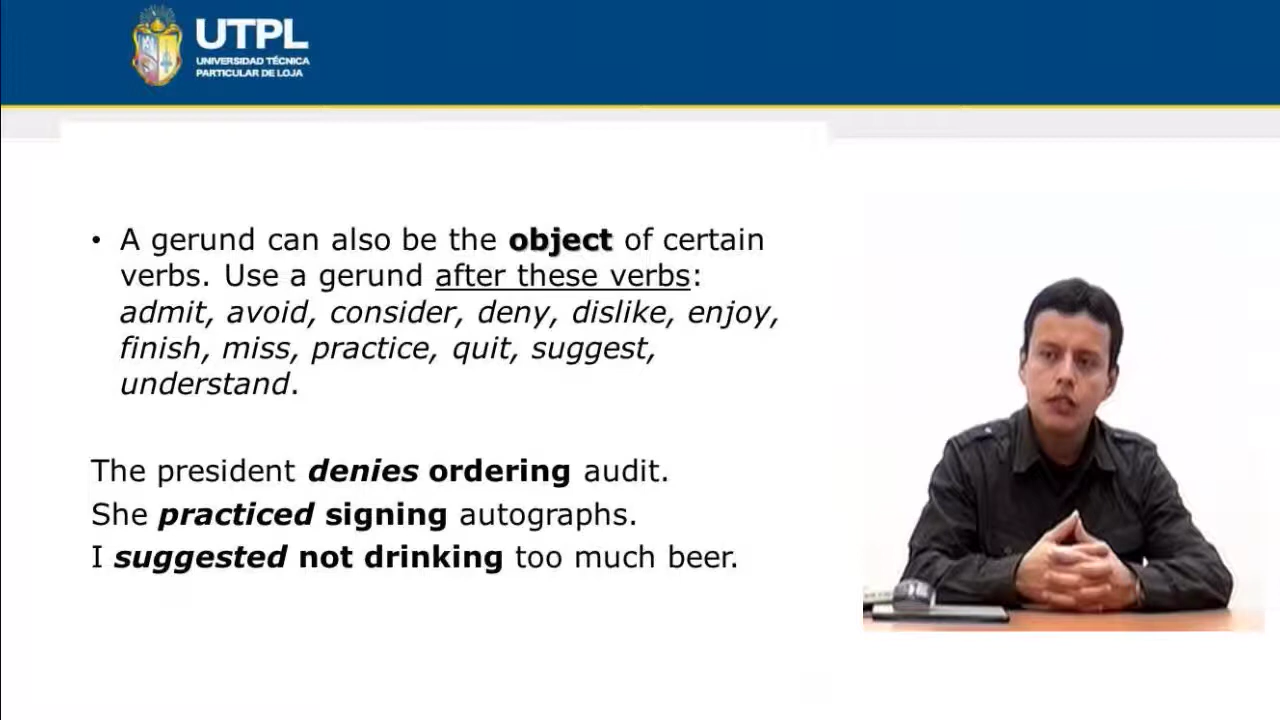 UTPL
UNIVERSIDAD TÉCNICA
PARTICULAR DE LOJA
• A gerund can also be the object of certain
verbs. Use a gerund after these verbs:
admit, avoid, consider, deny, dislike, enjoy,
finish, miss, practice, quit, suggest,
understand.
The president denies ordering audit.
She practiced signing autographs.
I suggested not drinking too much beer.